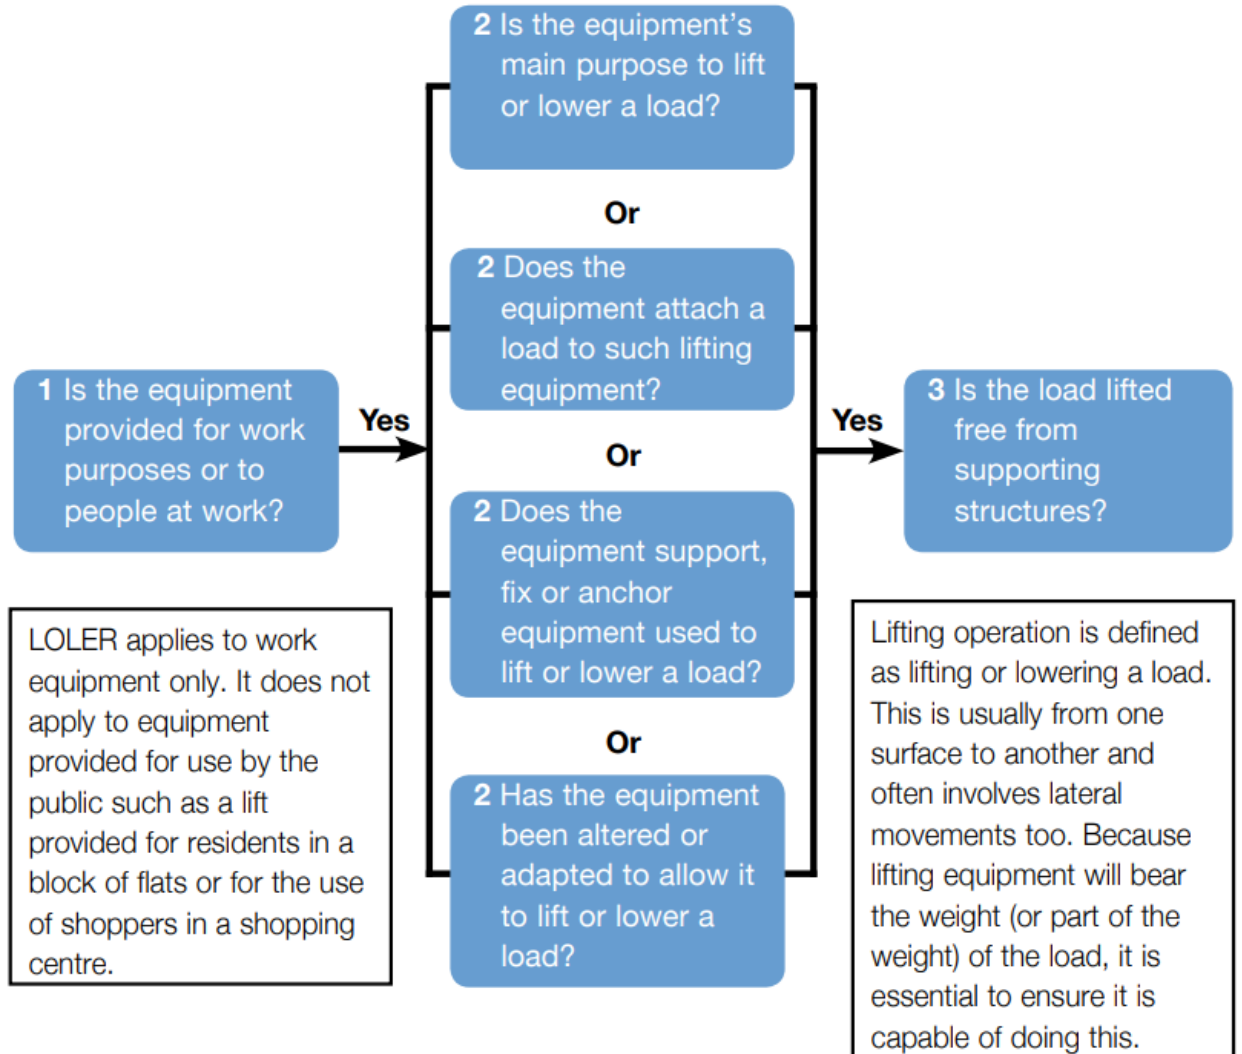 1 Is the equipment
provided for work
purposes or to
people at work?
LOLER applies to work
equipment only. It does not
apply to equipment
provided for use by the
public such as a lift
provided for residents in a
block of flats or for the use
of shoppers in a shopping
centre.
Yes
2 Is the equipment’s
main purpose to lift
or lower a load?
Or
2 Does the
equipment attach a
load to such lifting
equipment?
Or
2 Does the
equipment support,
fix or anchor
equipment used to
lift or lower a load?
Or
2 Has the equipment
been altered or
adapted to allow it
to lift or lower a
load?
Yes
3 Is the load lifted
free from
supporting
structures?
Lifting operation is defined
as lifting or lowering a load.
This is usually from one
surface to another and
often involves lateral
movements too. Because
lifting equipment will bear
the weight (or part of the
weight) of the load, it is
essential to ensure it is
capable of doing this.